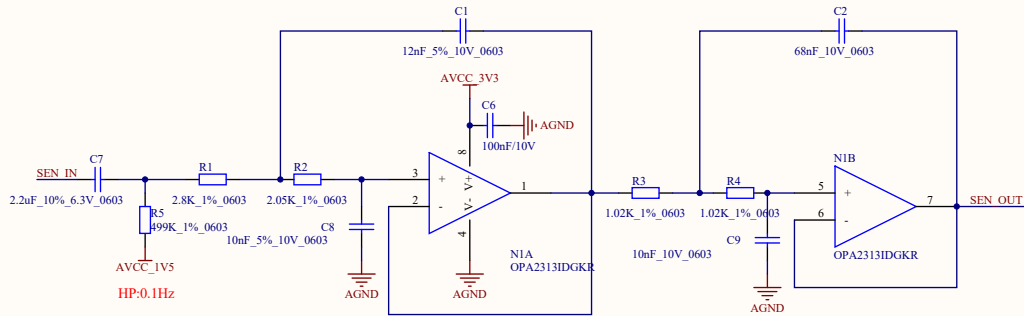 C1
12nF_5%_10V_0603
C2
68nF_10V_0603
AVCC_3V3
C6
AGND
100nF/10V
8
V+
V-
4
SEN_IN
C7
2.2uF_10%_6.3V_0603
R1
2.8K_1%_0603
R2
2.05K_1%_0603
3
+
2
-
1
R3
1.02K_1%_0603
R4
1.02K_1%_0603
N1B
5
+
6
-
7
SEN_OUT
OPA2313IDGKR
R5
499K_1%_0603
AVCC_1V5
HP:0.1Hz
C8
10nF_5%_10V_0603
AGND
AGND
N1A
OPA2313IDGKR
C9
10nF_10V_0603
AGND